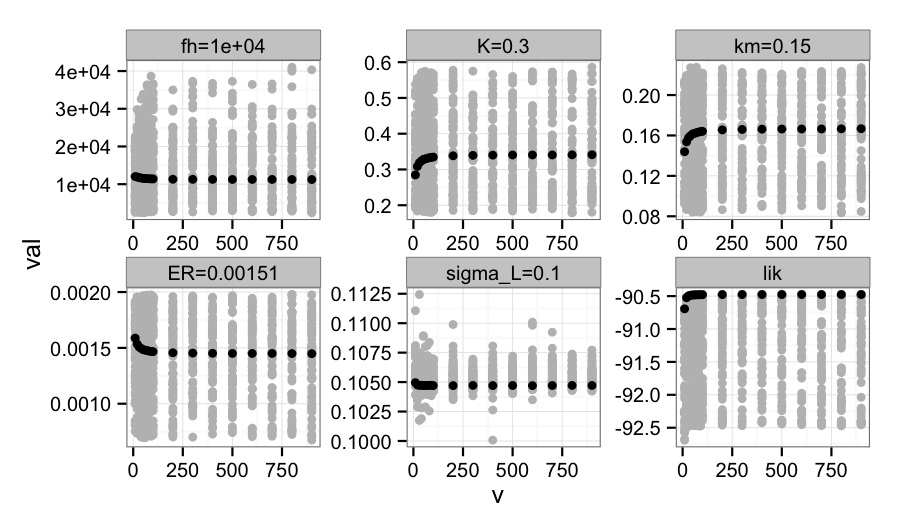 fh=1e+04 K=0.3 km=0.15
4e+04 0.6 0.20
3e+04 0.5 0.16
2e+04 0.4 0.12
1e+04 0.3 0.08
0.2
0 250 500 750 0 250 500 750 0 250 500 750
val
ER=0.00151 sigma_L=0.1 lik
0.0020 0.1125 -90.5
0.0015 0.1100 -91.0
0.0010 0.1075 -91.5
0.1050 -92.0
0.1025 -92.5
0.1000
0 250 500 750 0 250 500 750 0 250 500 750
v